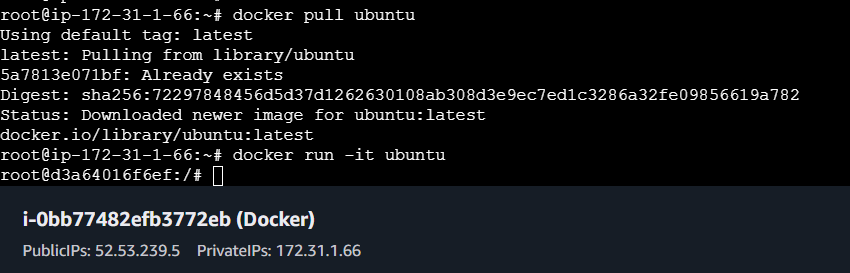 root@ip-172-31-1-66:~# docker pull ubuntu
Using default tag: latest
latest: Pulling from library/ubuntu
5a7813e071bf: Already exists
Digest: sha256:72297848456d5d37d1262630108ab308d3e9ec7ed1c3286a32fe09856619a782
Status: Downloaded newer image for ubuntu:latest
docker.io/library/ubuntu:latest
root@ip-172-31-1-66:~# docker run -it ubuntu
root@d3a64016f6ef:/#
i-0bb77482efb3772eb (Docker)
PublicIPs: 52.53.239.5 PrivateIPs: 172.31.1.66